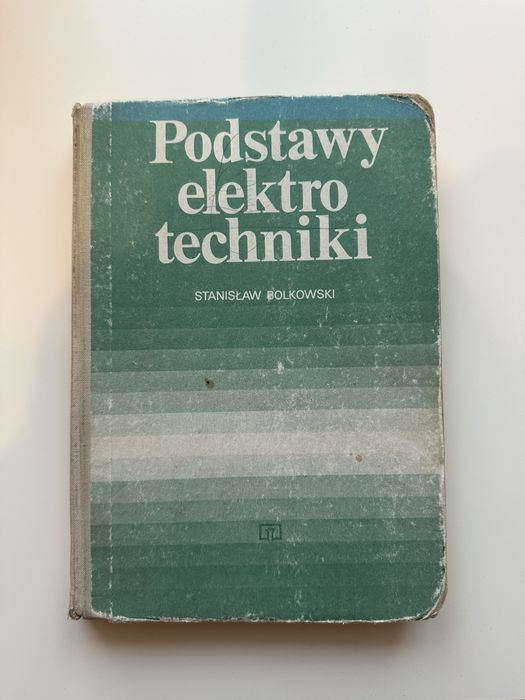 Podstawy
elektro
techniki
STANISŁAW BOLKOWSKI